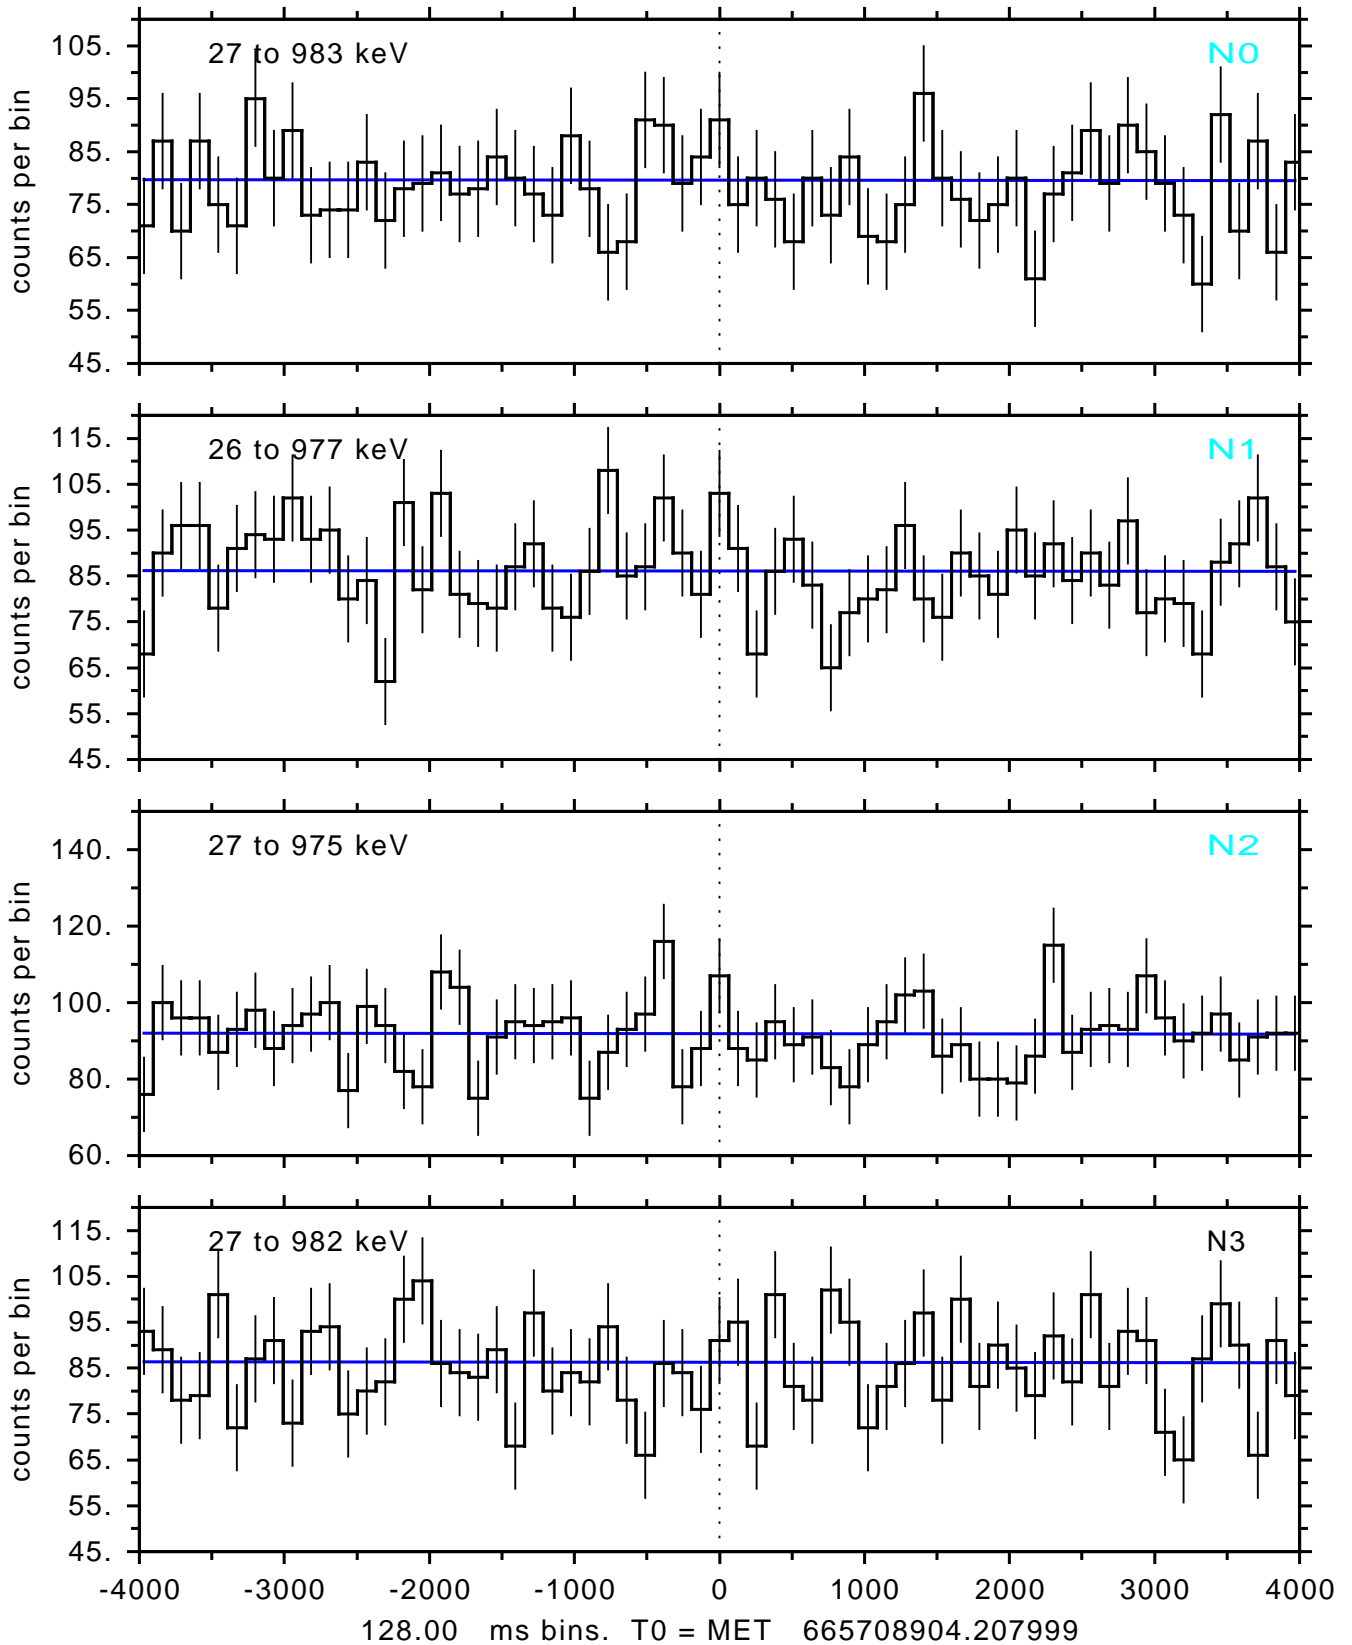 27 to 983 keV N0
105.
95.
85.
75.
65.
55.
45.
counts per bin
26 to 977 keV N1
115.
105.
95.
85.
75.
65.
55.
45.
counts per bin
27 to 975 keV N2
140.
120.
100.
80.
60.
counts per bin
27 to 982 keV N3
115.
105.
95.
85.
75.
65.
55.
45.
counts per bin
-4000 -3000 -2000 -1000 0 1000 2000 3000 4000
128.00 ms bins. T0 = MET 665708904.207999